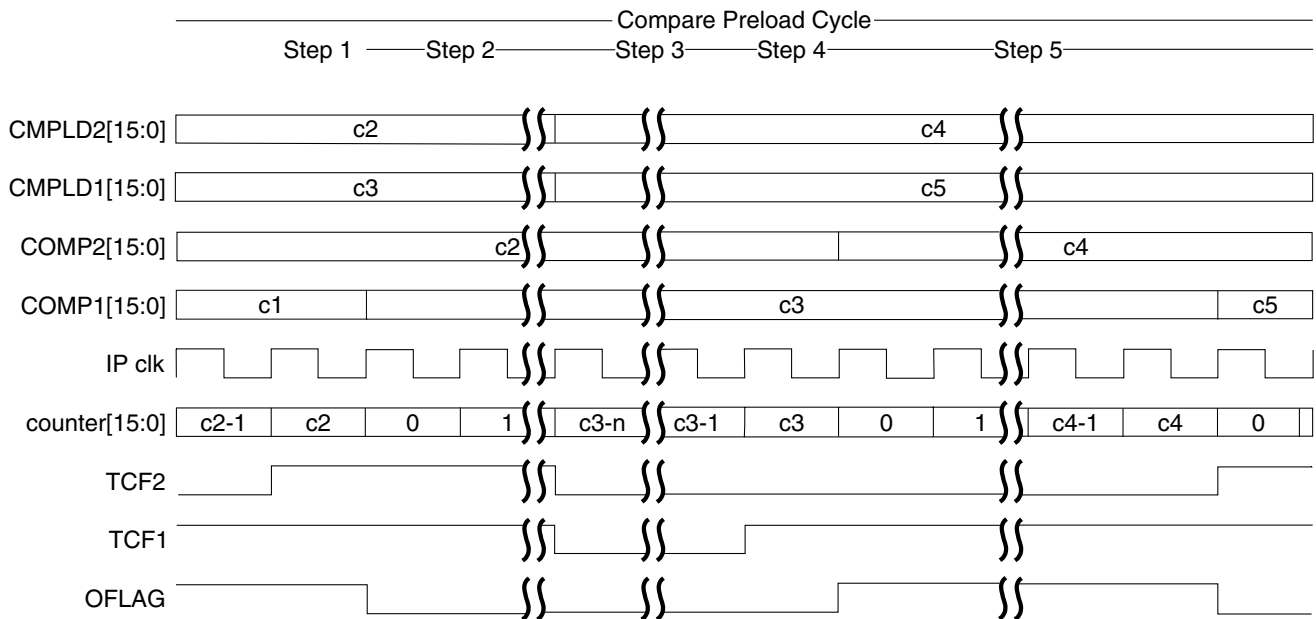 Compare Preload Cycle
Step 1 Step 2 Step 3 Step 4 Step 5
CMPLD2[15:0] c2 c4
CMPLD1[15:0] c3 c5
COMP2[15:0] c2 c4
COMP1[15:0] c1 c3 c5
IP clk
counter[15:0] c2-1 c2 0 1 c3-n c3-1 c3 0 1 c4-1 c4 0
TCF2
TCF1
OFLAG